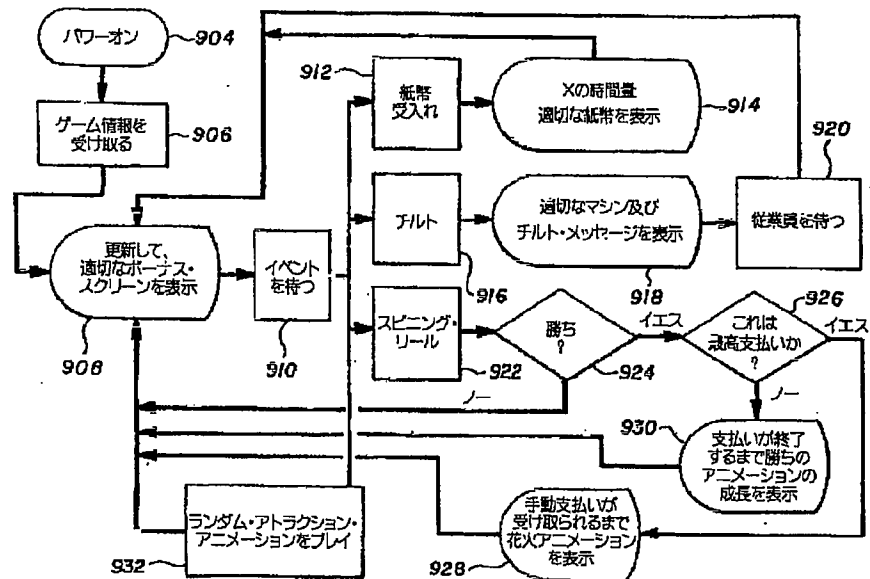 パワーオン
904
ゲーム情報を
受け取る
906
更新して、
適切なボーナス・
スクリーンを表示
908
イベント
を待つ
910
912
紙幣
受入れ
Xの時間量
適切な紙幣を表示
914
チルト
916
適切なマシン及び
チルト・メッセージを表示
918
920
従業員を待つ
スピニング・
リール
922
勝ち
?
924
イエス
ノー
926
これは
最高支払いか
?
イエス
ノー
930
支払いが終了
するまで勝ちの
アニメーションの
成長を表示
手動支払いが
受け取られるまで
花火アニメーション
を表示
928
ランダム・アトラクション・
アニメーションをプレイ
932